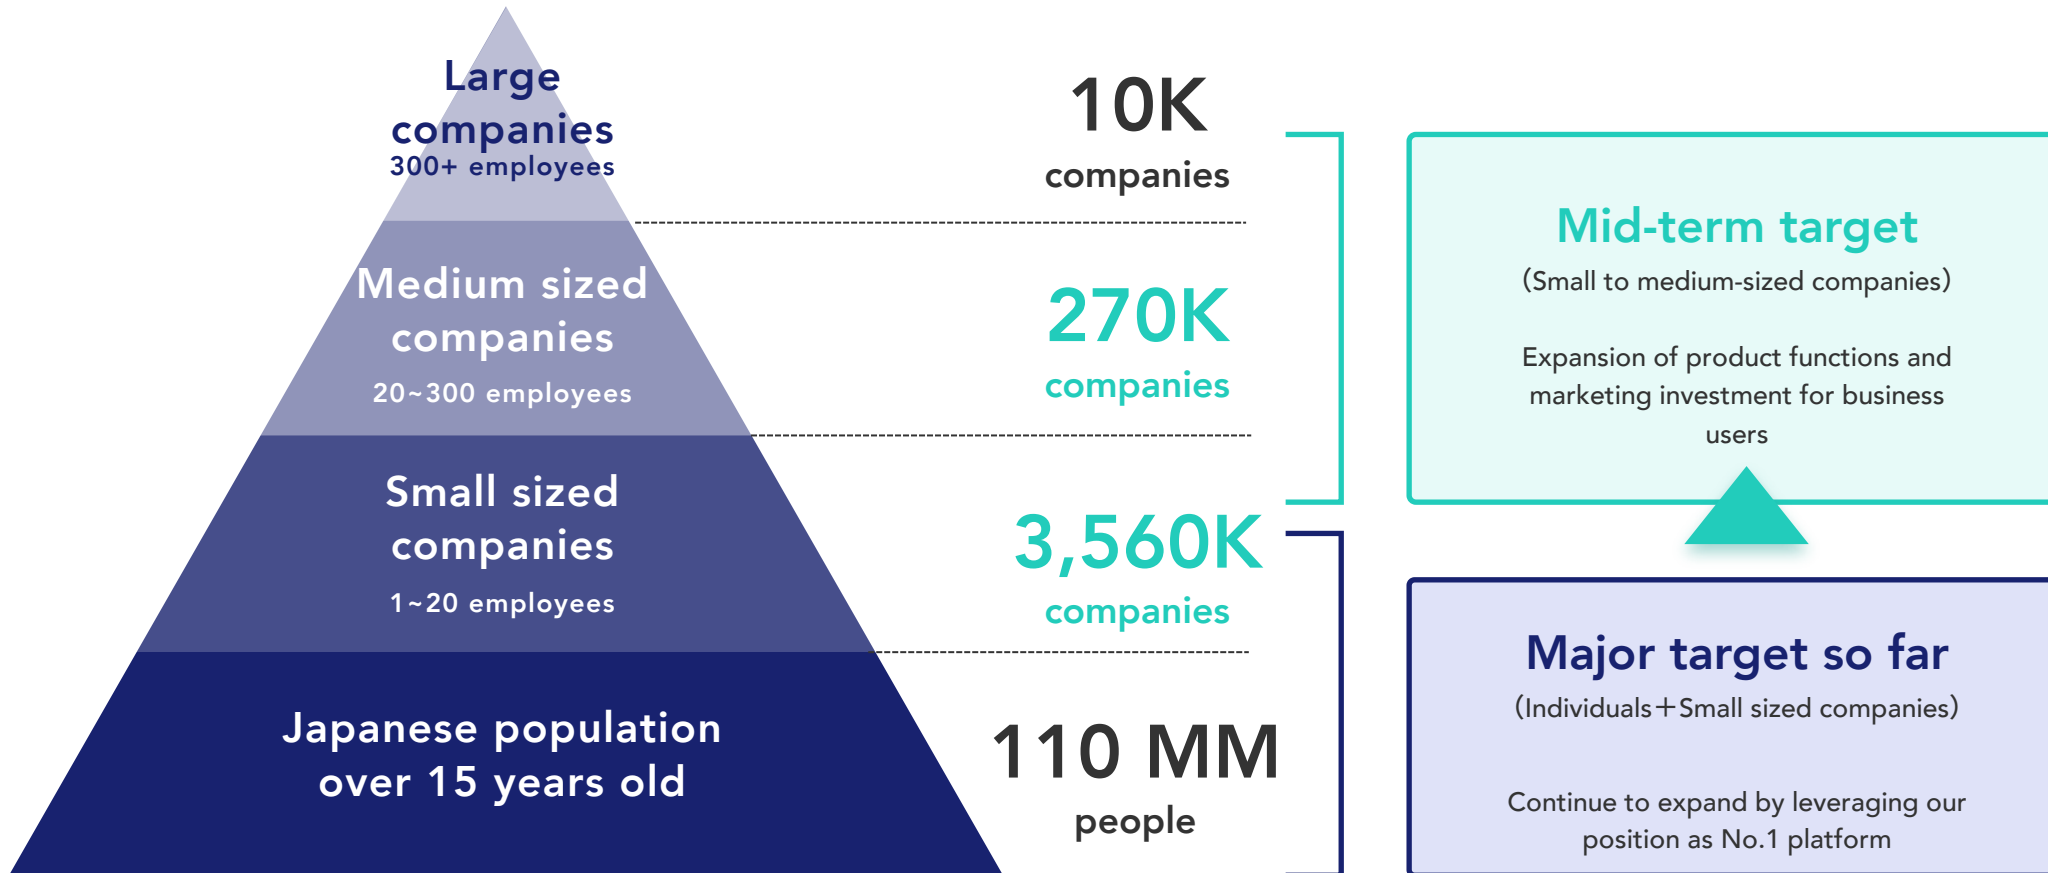 Large
companies
300+ employees
10K
companies
Medium sized
companies
20~300 employees
270K
companies
Small sized
companies
1~20 employees
3,560K
companies
Japanese population
over 15 years old
110 MM
people
Mid-term target
(Small to medium-sized companies)
Expansion of product functions and
marketing investment for business
users
Major target so far
(Individuals＋Small sized companies)
Continue to expand by leveraging our
position as No.1 platform